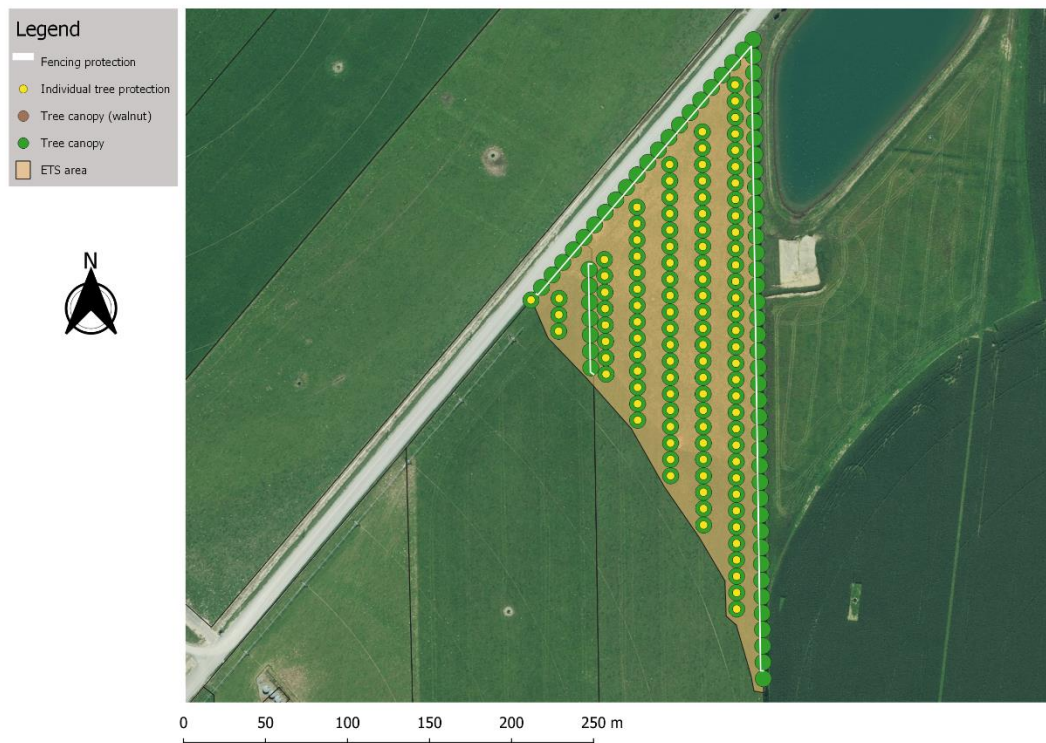 Legend
Fencing protection
Individual tree protection
Tree canopy (walnut)
Tree canopy
ETS area
N
0 50 100 150 200 250 m